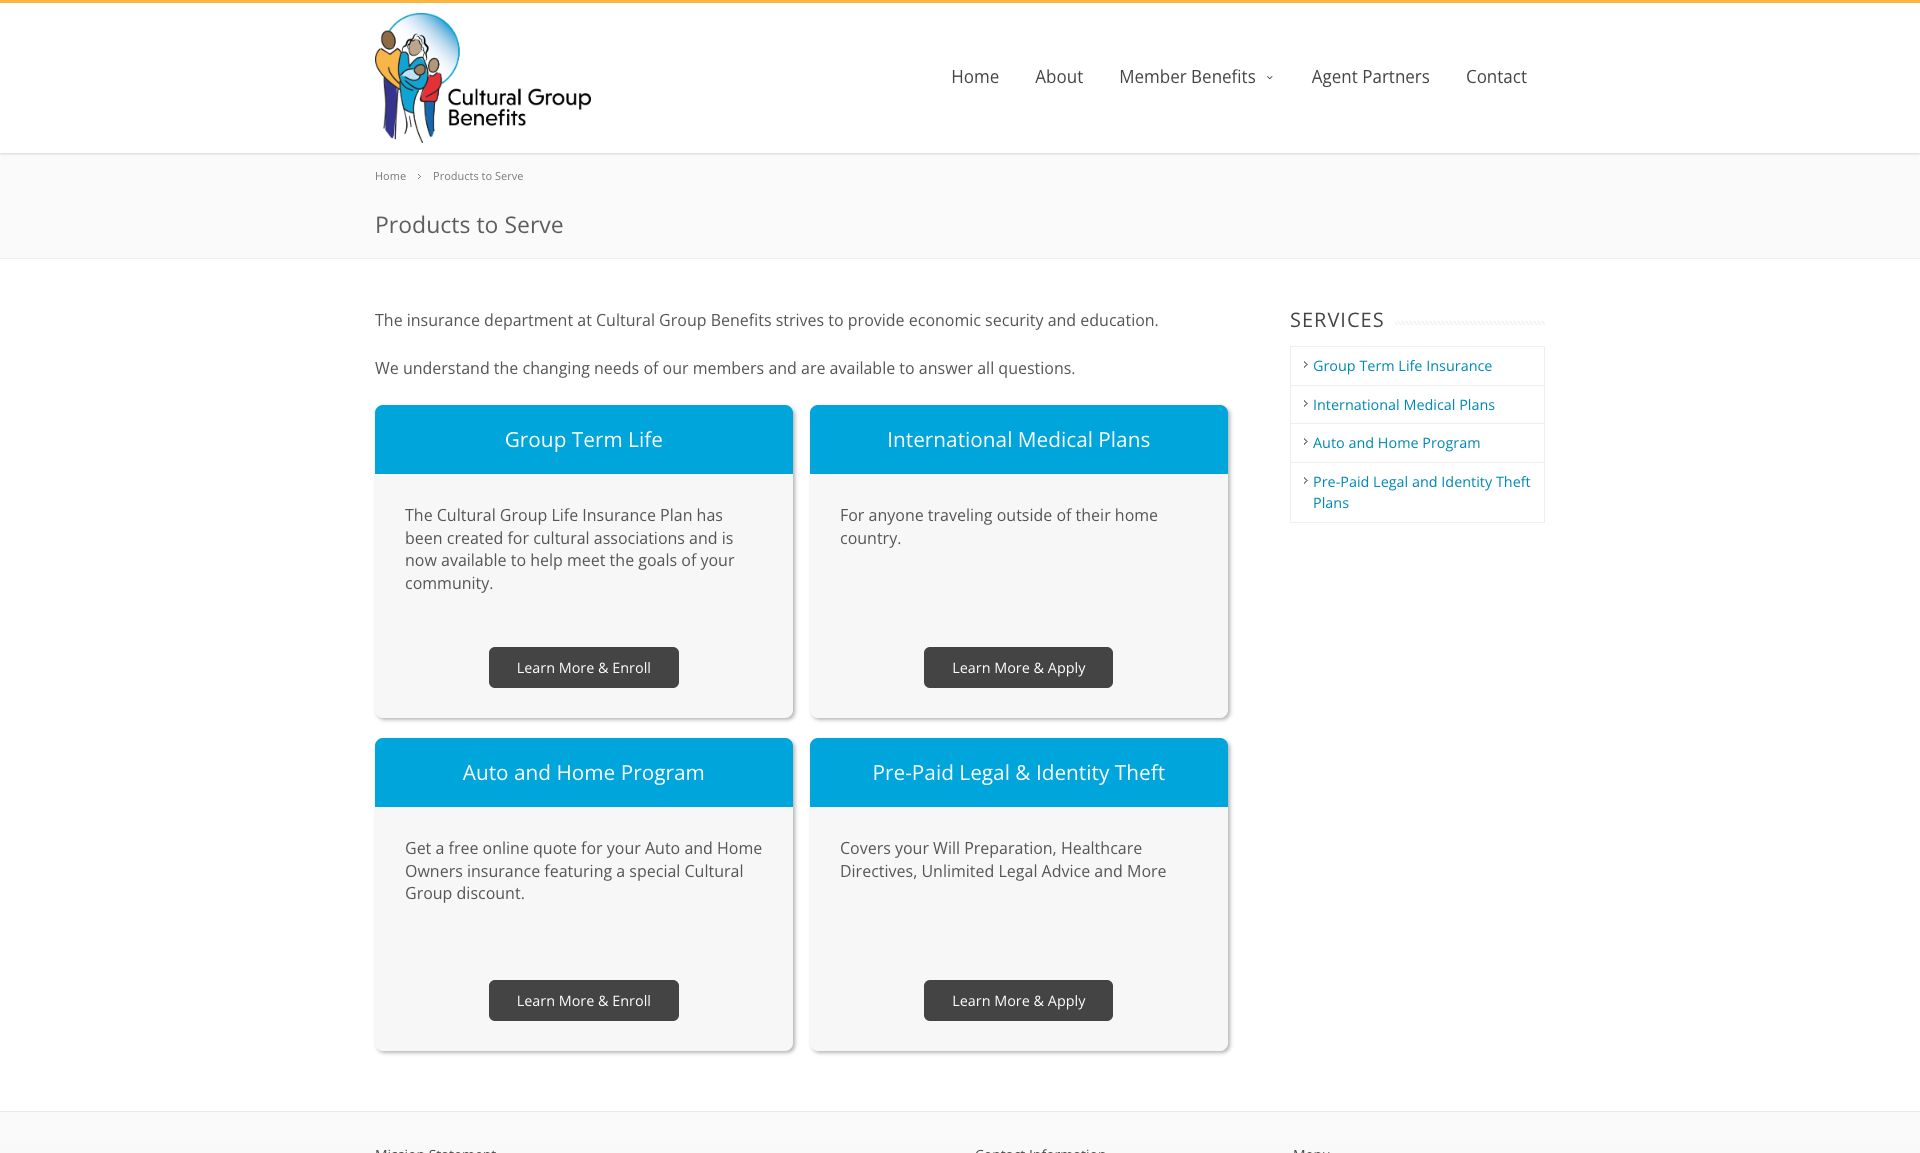 Cultural Group
Benefits
Home
About
Member Benefits
Agent Partners
Contact
Home > Products to Serve
Products to Serve
The insurance department at Cultural Group Benefits strives to provide economic security and education.
We understand the changing needs of our members and are available to answer all questions.
Group Term Life
The Cultural Group Life Insurance Plan has
been created for cultural associations and is
now available to help meet the goals of your
community.
Learn More & Enroll
International Medical Plans
For anyone traveling outside of their home
country.
Learn More & Apply
Auto and Home Program
Get a free online quote for your Auto and Home
Owners insurance featuring a special Cultural
Group discount.
Learn More & Enroll
Pre-Paid Legal & Identity Theft
Covers your Will Preparation, Healthcare
Directives, Unlimited Legal Advice and More
Learn More & Apply
SERVICES
Group Term Life Insurance
International Medical Plans
Auto and Home Program
Pre-Paid Legal and Identity Theft
Plans
Mission Statement
Contact Information
Menu